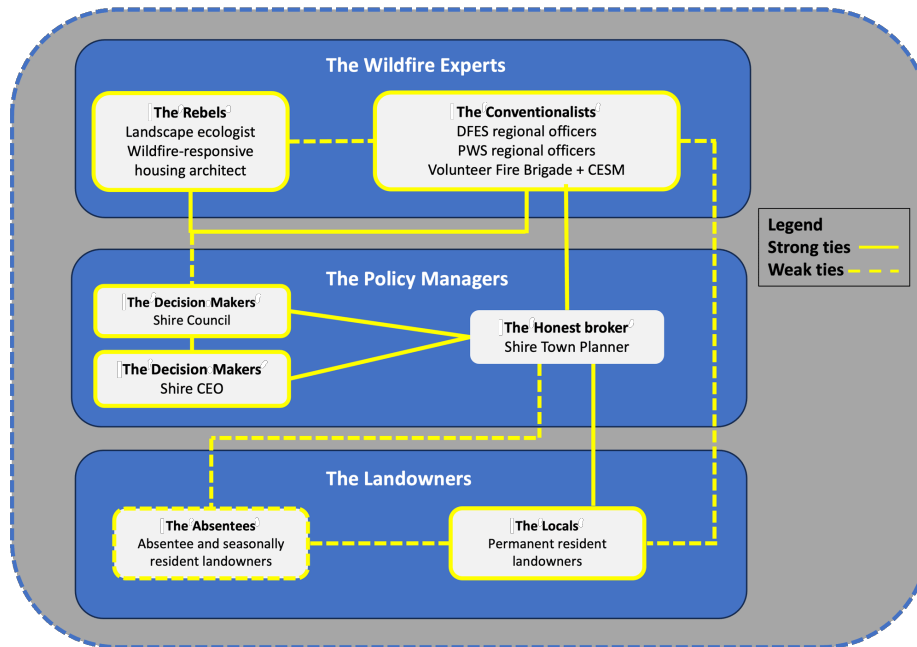 The Wildfire Experts
The 'Rebels'
Landscape ecologist
Wildfire-responsive
housing architect
The 'Conventionalists'
DFES regional officers
PWS regional officers
Volunteer Fire Brigade + CESM
Legend
Strong ties
Weak ties
The Policy Managers
The 'Decision Makers'
Shire Council
The 'Honest broker'
Shire Town Planner
The 'Decision Makers'
Shire CEO
The Landowners
The 'Absentees'
Absentee and seasonally
resident landowners
The 'Locals'
Permanent resident
landowners